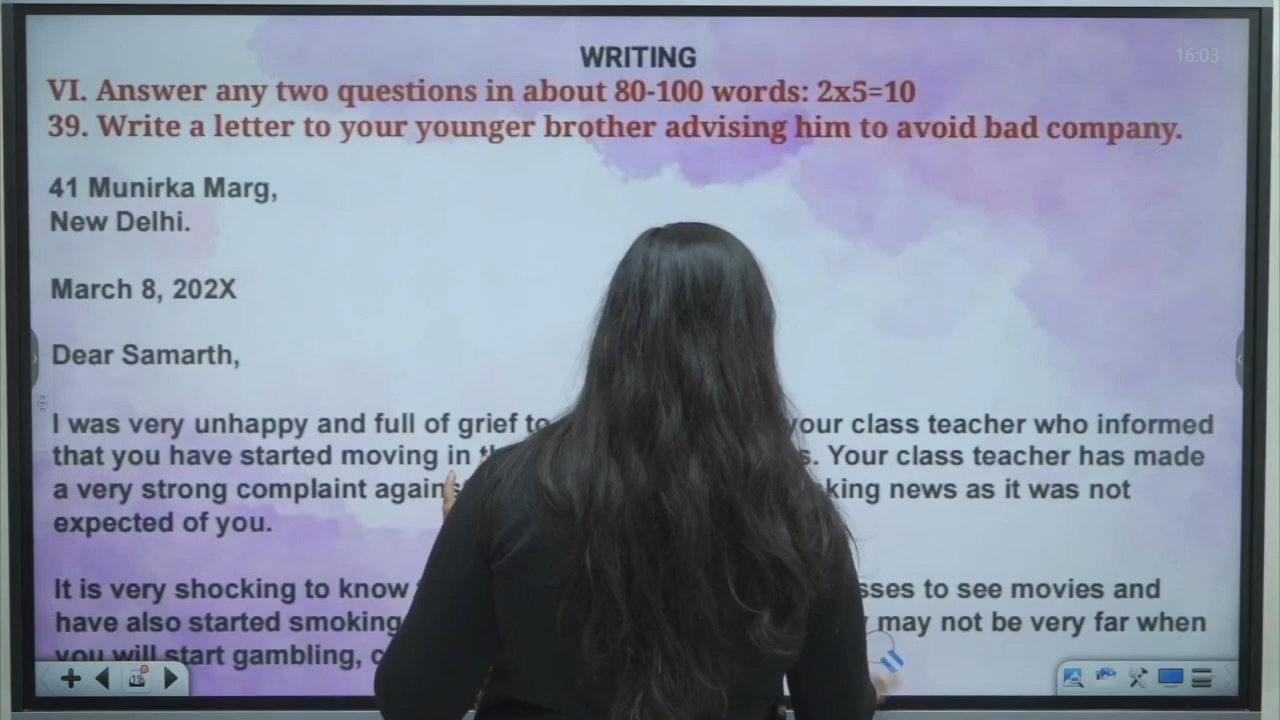 WRITING
16:03
VI. Answer any two questions in about 80-100 words: 2x5=10
39. Write a letter to your younger brother advising him to avoid bad company.
41 Munirka Marg,
New Delhi.
March 8, 202X
Dear Samarth,
I was very unhappy and full of grief to your class teacher who informed
that you have started moving in Your class teacher has made
a very strong complaint news as it was not
expected of you.
It is very shocking to know to see movies and
have also started smoking may not be very far when
you will start gambling,
19